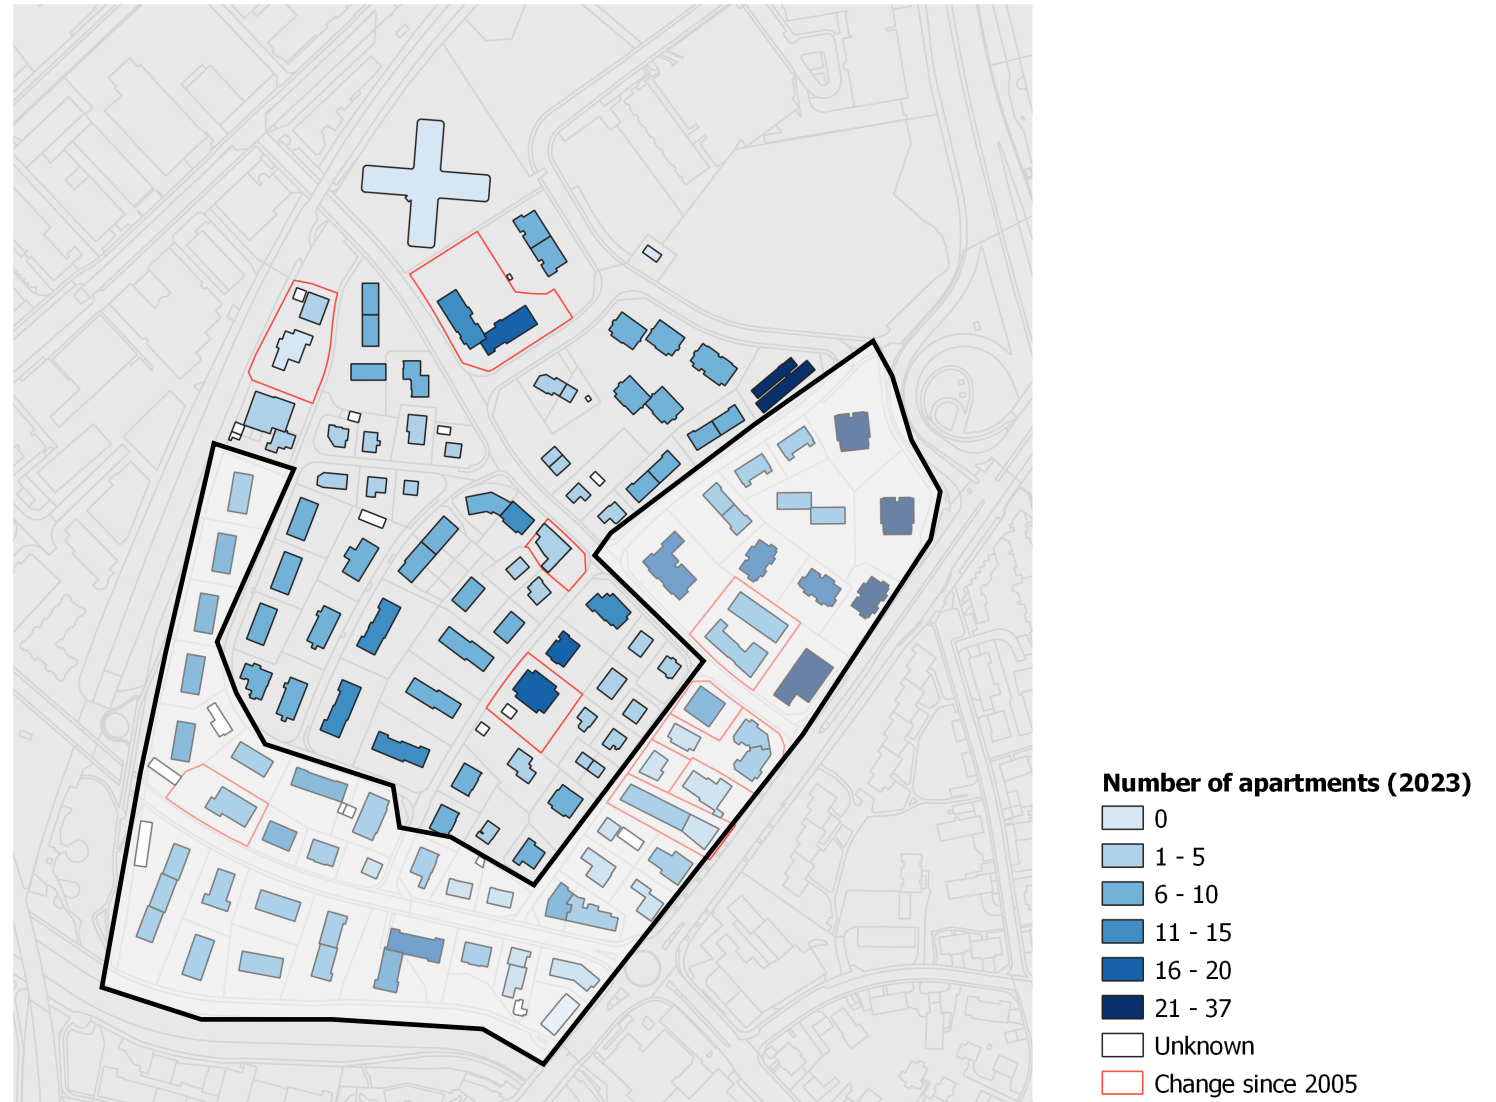 Number of apartments (2023)
0
1 - 5
6 - 10
11 - 15
16 - 20
21 - 37
Unknown
Change since 2005